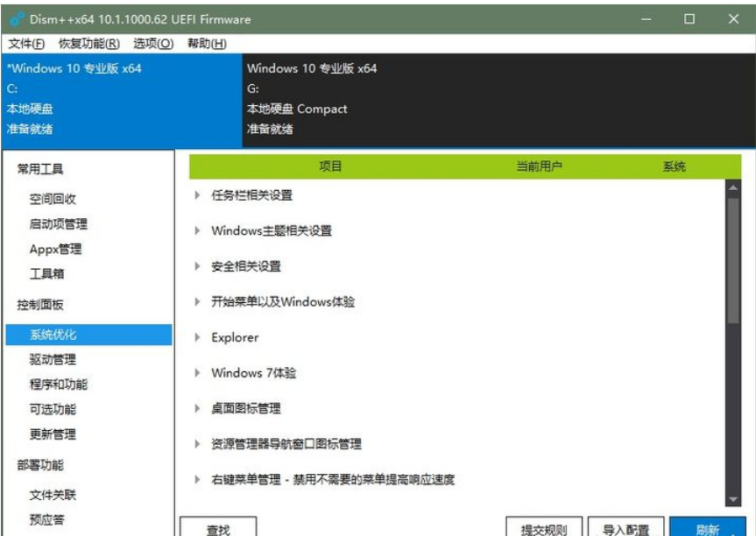 Dism++x64 10.1.1000.62 UEFI Firmware
文件(F) 恢复功能(R) 选项(O) 帮助(H)
*Windows 10 专业版 x64
C:
本地硬盘
准备就绪
Windows 10 专业版 x64
G:
本地硬盘 Compact
准备就绪
常用工具
空间回收
启动项管理
Appx管理
工具箱
控制面板
系统优化
驱动管理
程序和功能
可选功能
更新管理
部署功能
文件关联
预应答
项目 当前用户 系统
任务栏相关设置
Windows主题相关设置
安全相关设置
开始菜单以及Windows体验
Explorer
Windows 7体验
桌面图标管理
资源管理器导航窗口图标管理
右键菜单管理 - 禁用不需要的菜单提高响应速度
查找 提交规则 导入配置 刷新